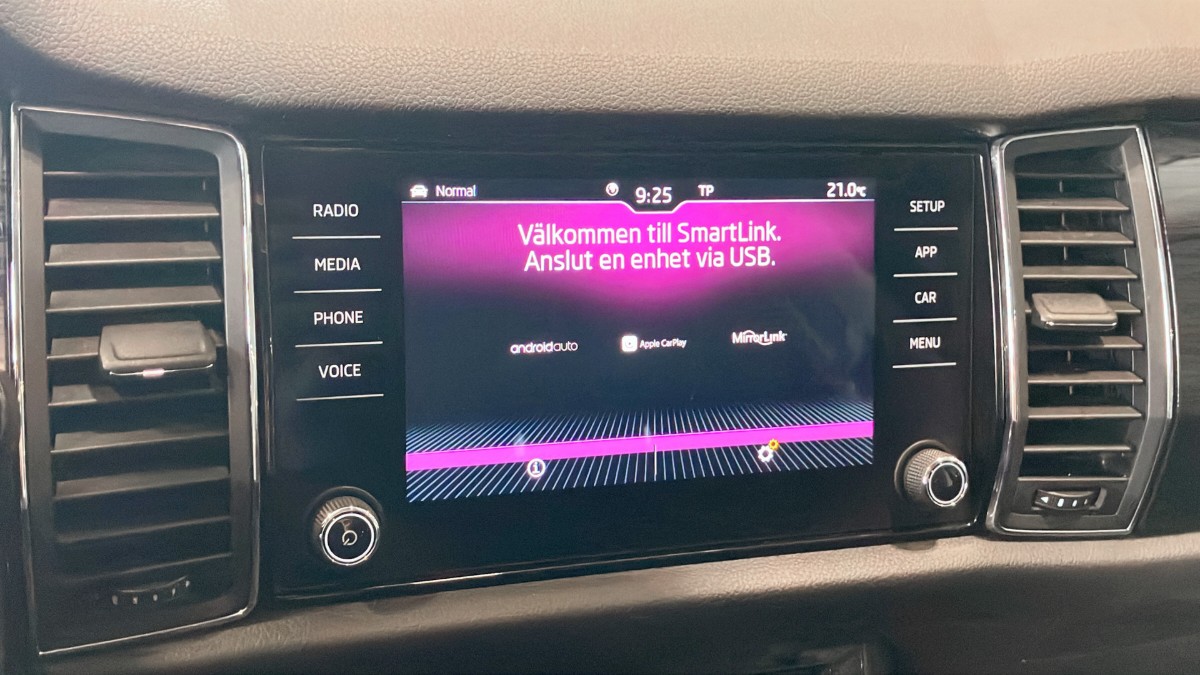 Normal
9:25
TP
21.0°C
Välkommen till SmartLink.
Anslut en enhet via USB.
androidauto
Apple CarPlay
MirrorLink
RADIO
MEDIA
PHONE
VOICE
SETUP
APP
CAR
MENU